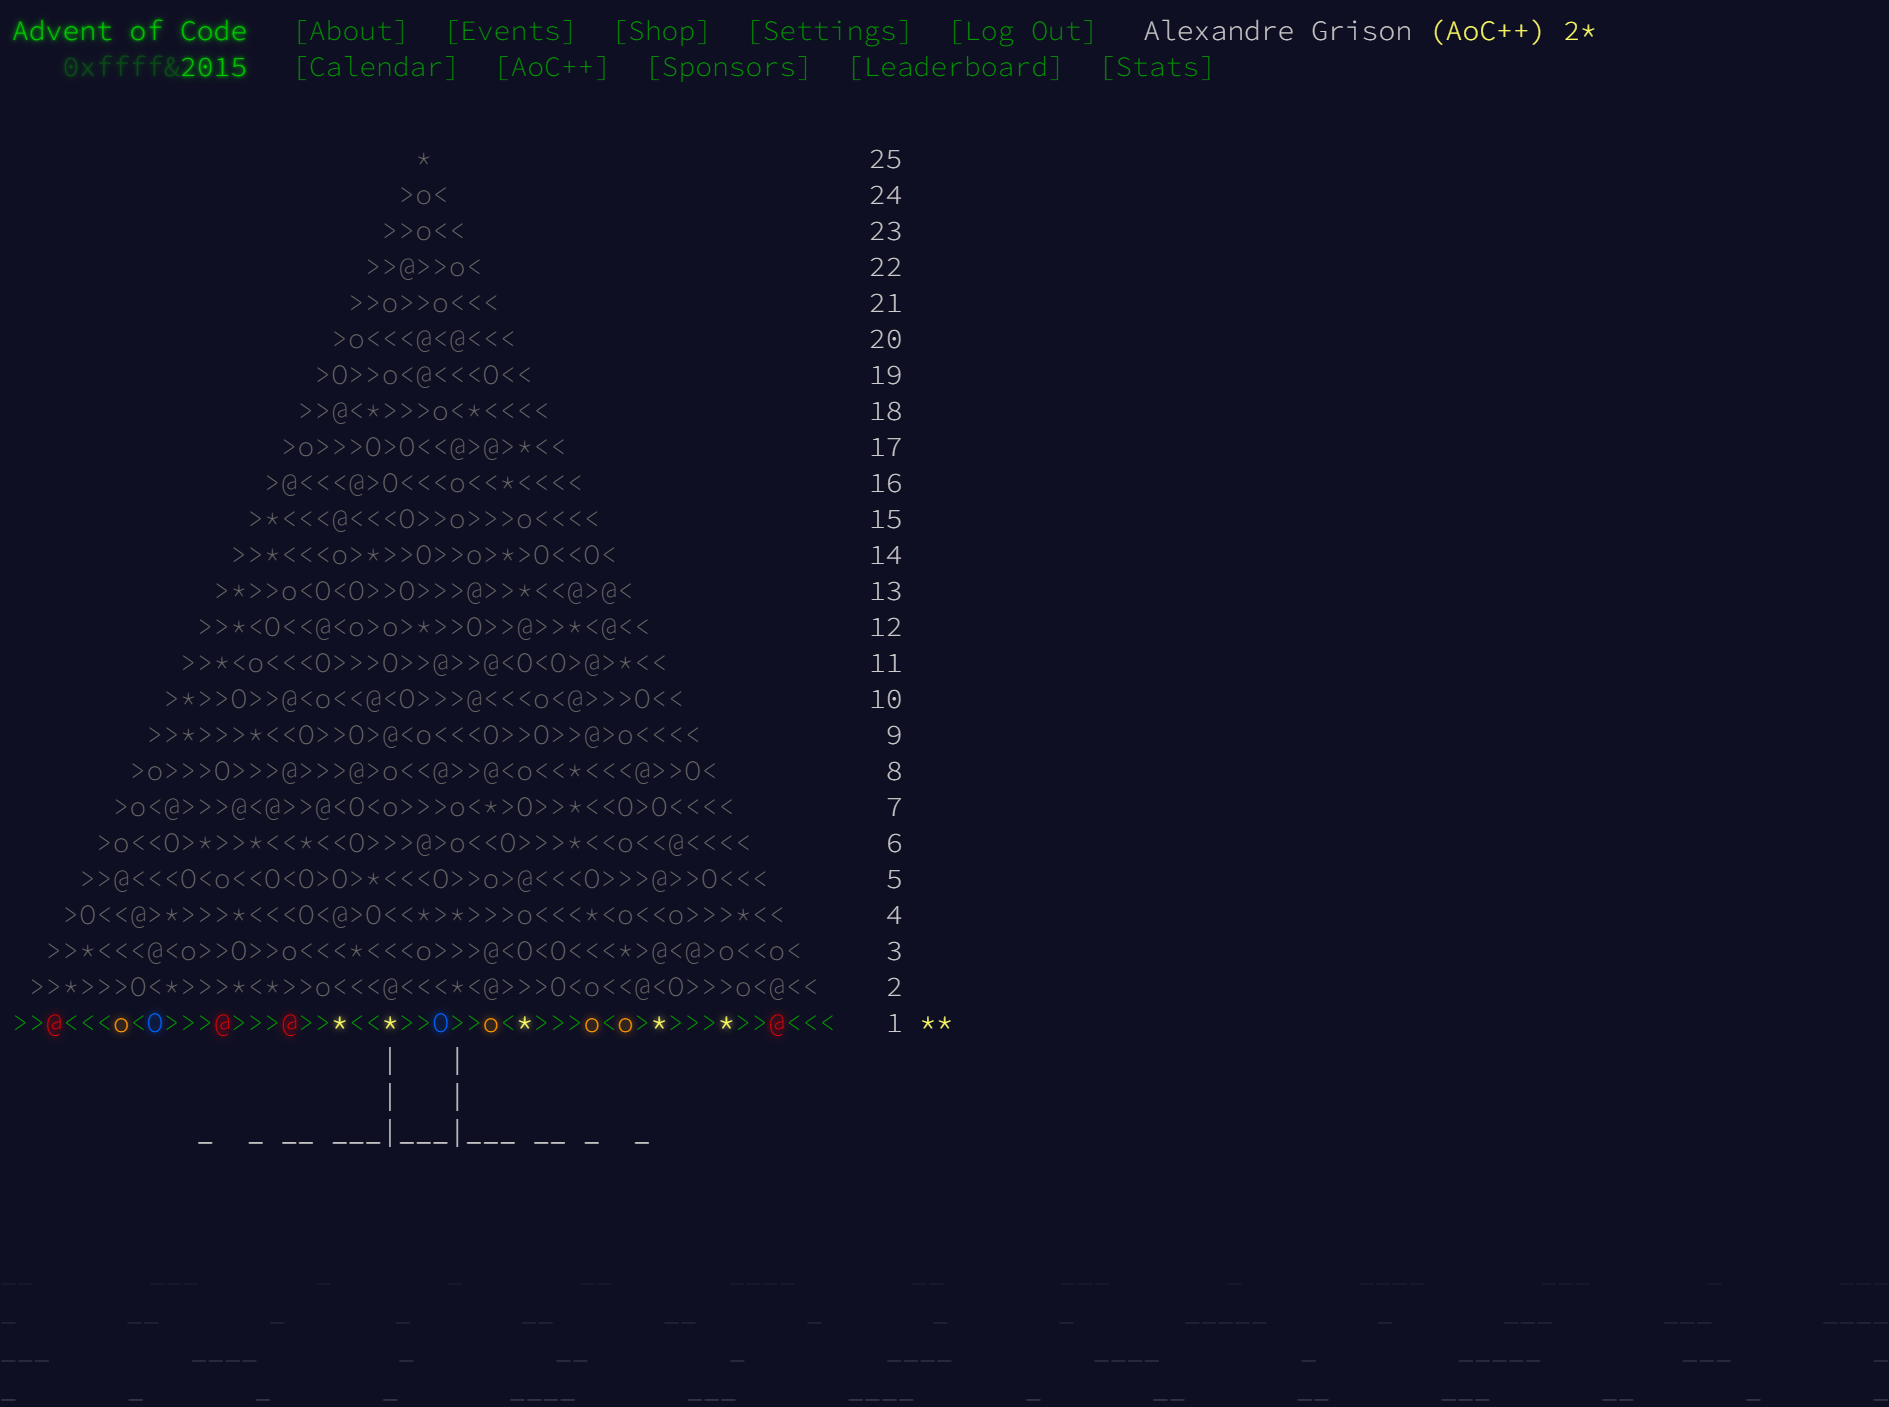 Advent of Code [About] [Events] [Shop] [Settings] [Log Out] Alexandre Grison (AoC++) 2*
0xffff&2015 [Calendar] [AoC++] [Sponsors] [Leaderboard] [Stats]
* 25
>o< 24
>>o<< 23
>>@>>o< 22
>>o>>o<<< 21
>o<<<@<@<<< 20
>O>>o<@<<<O<< 19
>>@<*>>>o<*<<<< 18
>o>>>O>O<<@>@>*<< 17
>@<<<@>O<<<o<<*<<<< 16
>*<<<@<<<O>>o>>>o<<<< 15
>>*<<<o>*>>O>>o>*>O<<O< 14
>*>>o<O<O>>O>>>@>>*<<@>@< 13
>>*<O<<@<o>o>*>>O>>@>>*<@<< 12
>>*<o<<<O>>>O>>@>>@<O<O>@>*<< 11
>*>>O>>@<o<<@<O>>>@<<<o<@>>>O<< 10
>>*>>>*<<O>>O>@<o<<<O>>O>>@>o<<<< 9
>o>>>O>>>@>>>@>o<<@>>@<o<<*<<<@>>O< 8
>o<@>>>@<@>>@<O<o>>>o<*>O>>*<<O>O<<<< 7
>o<<O>*>>*<<*<<O>>>@>o<<O>>>*<<o<<@<<<< 6
>>@<<<O<o<<O<O>O>*<<<O>>o>@<<<O>>>@>>O<<< 5
>O<<@>*>>>*<<<O<@>O<<*>*>>>o<<<*<o<<o>>>*<< 4
>>*<<<@<o>>O>>o<<<*<<<o>>>@<O<O<<<*>@<@>o<<o< 3
>>*>>>O<*>>>*<*>>o<<<@<<<*<@>>>O<o<<@<O>>>o<@<< 2
>>@<<<o<O>>>@>>>@>>*<<*>>O>>o<*>>>o<o>*>>>*>>@<<< 1 **
| |
| |
_ _ __ ___|___|___ __ _ _